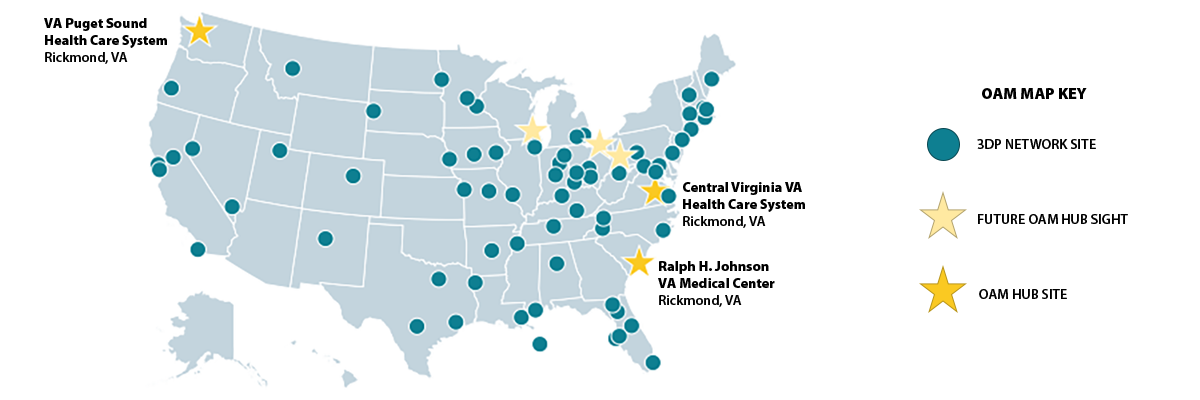 VA Puget Sound
Health Care System
Rickmond, VA
OAM MAP KEY
3DP NETWORK SITE
Central Virginia VA
Health Care System
Rickmond, VA
FUTURE OAM HUB SIGHT
Ralph H. Johnson
VA Medical Center
Rickmond, VA
OAM HUB SITE